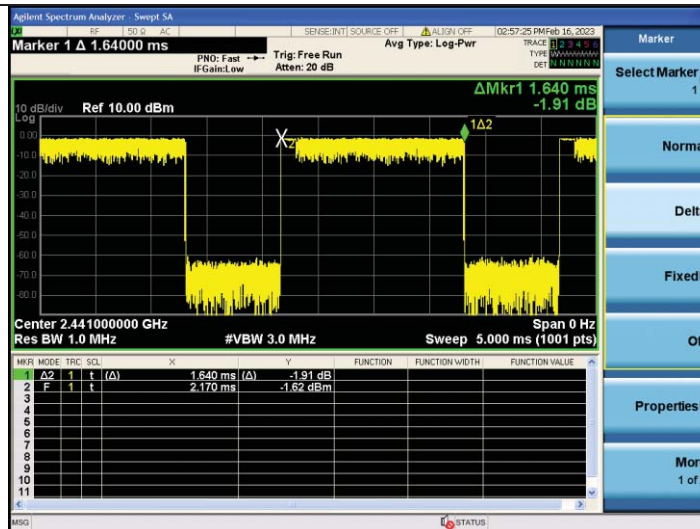 Agilent Spectrum Analyzer - Swept SA
RF 50 Ω AC SENSE:INT SOURCE OFF ALIGN OFF 02:57:25 PM Feb 16, 2023
Marker 1 Δ 1.64000 ms
PNO: Fast
IFGain:Low
Trig: Free Run
Atten: 20 dB
Avg Type: Log-Pwr
TRACE 1 2 3 4 5 6
TYPE
DET N N N N N N
ΔMkr1 1.640 ms
-1.91 dB
10 dB/div Ref 10.00 dBm
Log
0.00
-10.0
-20.0
-30.0
-40.0
-50.0
-60.0
-70.0
-80.0
X2
1Δ2
Center 2.441000000 GHz Span 0 Hz
Res BW 1.0 MHz #VBW 3.0 MHz Sweep 5.000 ms (1001 pts)
MKR MODE TRC SCL X Y FUNCTION FUNCTION WIDTH FUNCTION VALUE
1 Δ2 1 t (Δ) 1.640 ms (Δ) -1.91 dB
2 F 1 t 2.170 ms -1.62 dBm
3
4
5
6
7
8
9
10
11
MSG STATUS
Marker
Select Marker
1
Norma
Delt
Fixed
Of
Properties
Mor
1 of